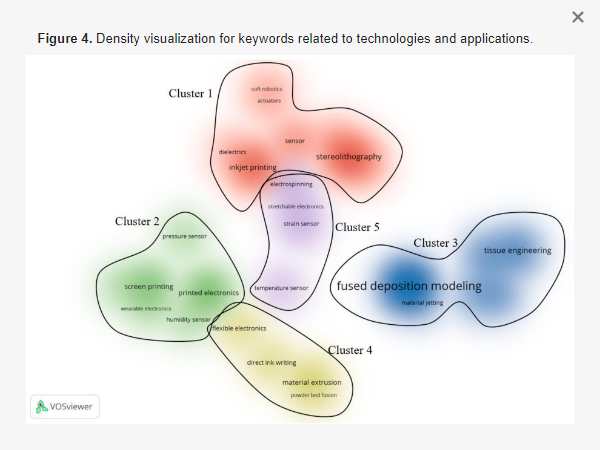 ×
Figure 4. Density visualization for keywords related to technologies and applications.
Cluster 1
soft robotics
actuators
sensor
dielectrics
stereolithography
inkjet printing
electrospinning
stretchable electronics
strain sensor
Cluster 5
Cluster 2
pressure sensor
Cluster 3
tissue engineering
screen printing
printed electronics
temperature sensor
fused deposition modeling
material jetting
wearable electronics
humidity sensor
flexible electronics
Cluster 4
direct ink writing
material extrusion
powder bed fusion
VOSviewer